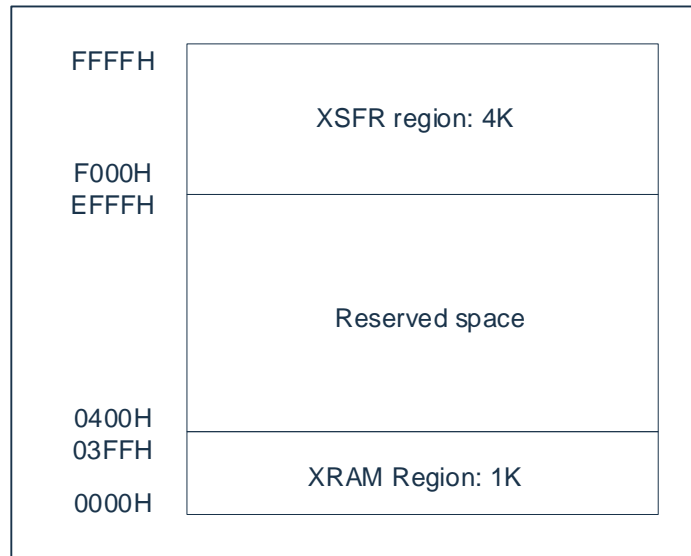 FFFFH
XSFR region: 4K
F000H
EFFFH
Reserved space
0400H
03FFH
XRAM Region: 1K
0000H